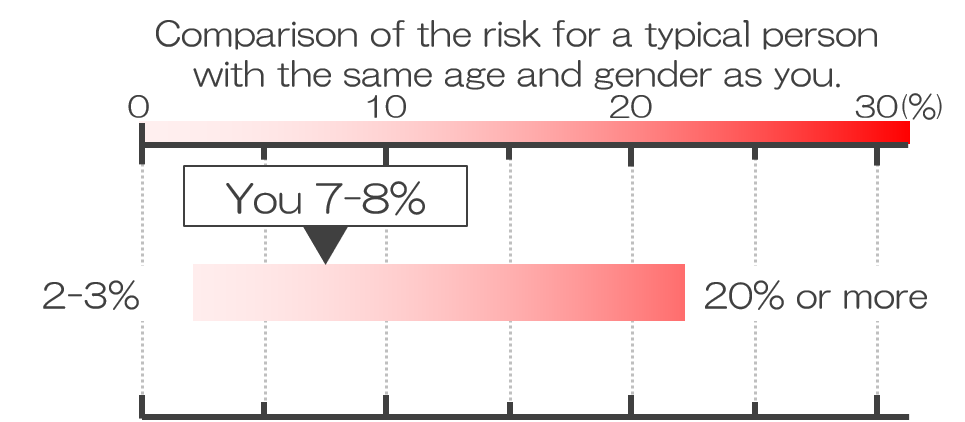 Comparison of the risk for a typical person
with the same age and gender as you.
0 10 20 30(%)
You 7-8%
2-3% 20% or more